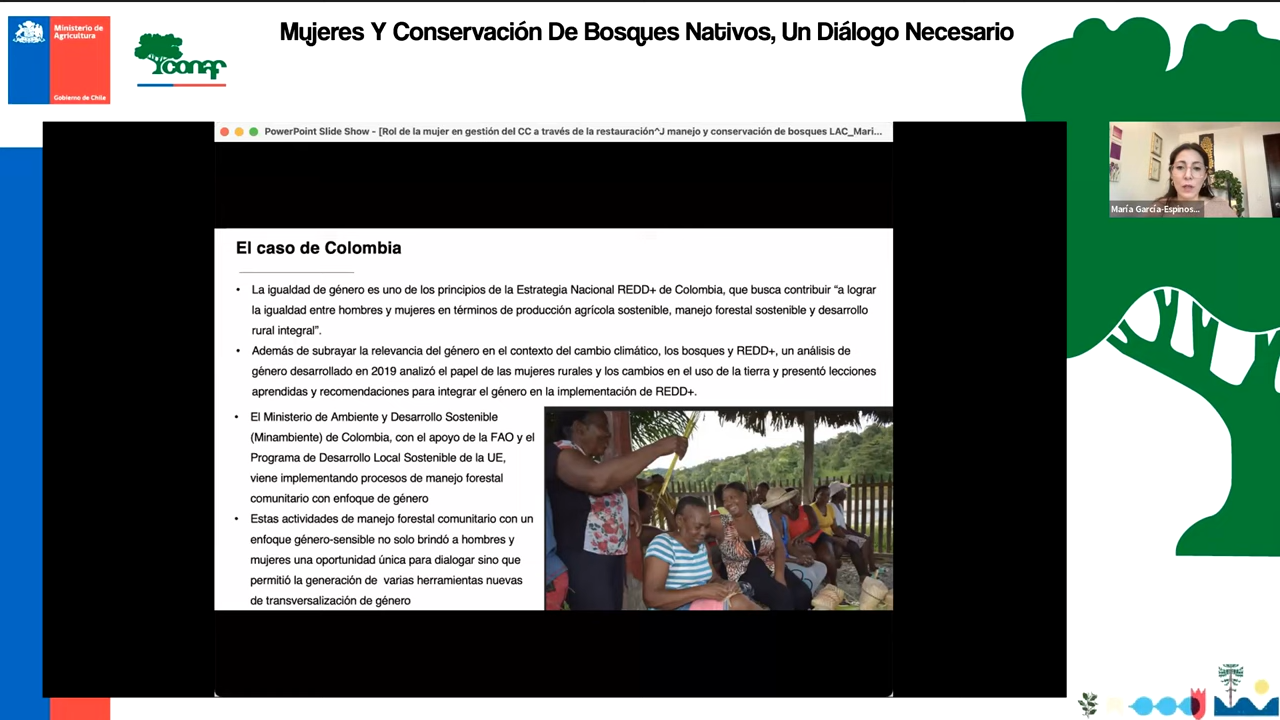 Mujeres Y Conservación De Bosques Nativos, Un Diálogo Necesario
Ministerio de
Agricultura
Gobierno de Chile
conaf
PowerPoint Slide Show - [Rol de la mujer en gestión del CC a través de la restauración^J manejo y conservación de bosques LAC_Mari...
María García-Espinos...
El caso de Colombia
• La igualdad de género es uno de los principios de la Estrategia Nacional REDD+ de Colombia, que busca contribuir “a lograr
la igualdad entre hombres y mujeres en términos de producción agrícola sostenible, manejo forestal sostenible y desarrollo
rural integral”.
• Además de subrayar la relevancia del género en el contexto del cambio climático, los bosques y REDD+, un análisis de
género desarrollado en 2019 analizó el papel de las mujeres rurales y los cambios en el uso de la tierra y presentó lecciones
aprendidas y recomendaciones para integrar el género en la implementación de REDD+.
• El Ministerio de Ambiente y Desarrollo Sostenible
(Minambiente) de Colombia, con el apoyo de la FAO y el
Programa de Desarrollo Local Sostenible de la UE,
viene implementando procesos de manejo forestal
comunitario con enfoque de género
• Estas actividades de manejo forestal comunitario con un
enfoque género-sensible no solo brindó a hombres y
mujeres una oportunidad única para dialogar sino que
permitió la generación de varias herramientas nuevas
de transversalización de género